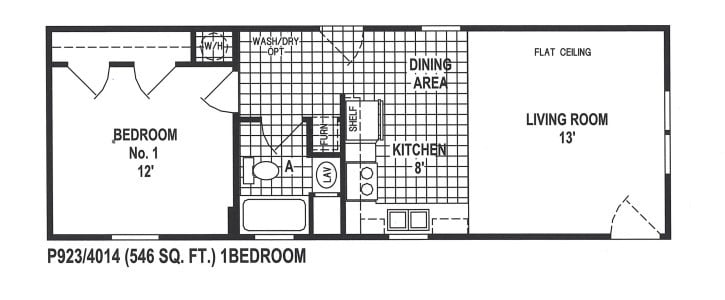 W/H
WASH/DRY
OPT
FLAT CEILING
DINING
AREA
BEDROOM
No. 1
12'
SHELF
FURN
LIVING ROOM
13'
KITCHEN
8'
A
LAV
P923/4014 (546 SQ. FT.) 1BEDROOM